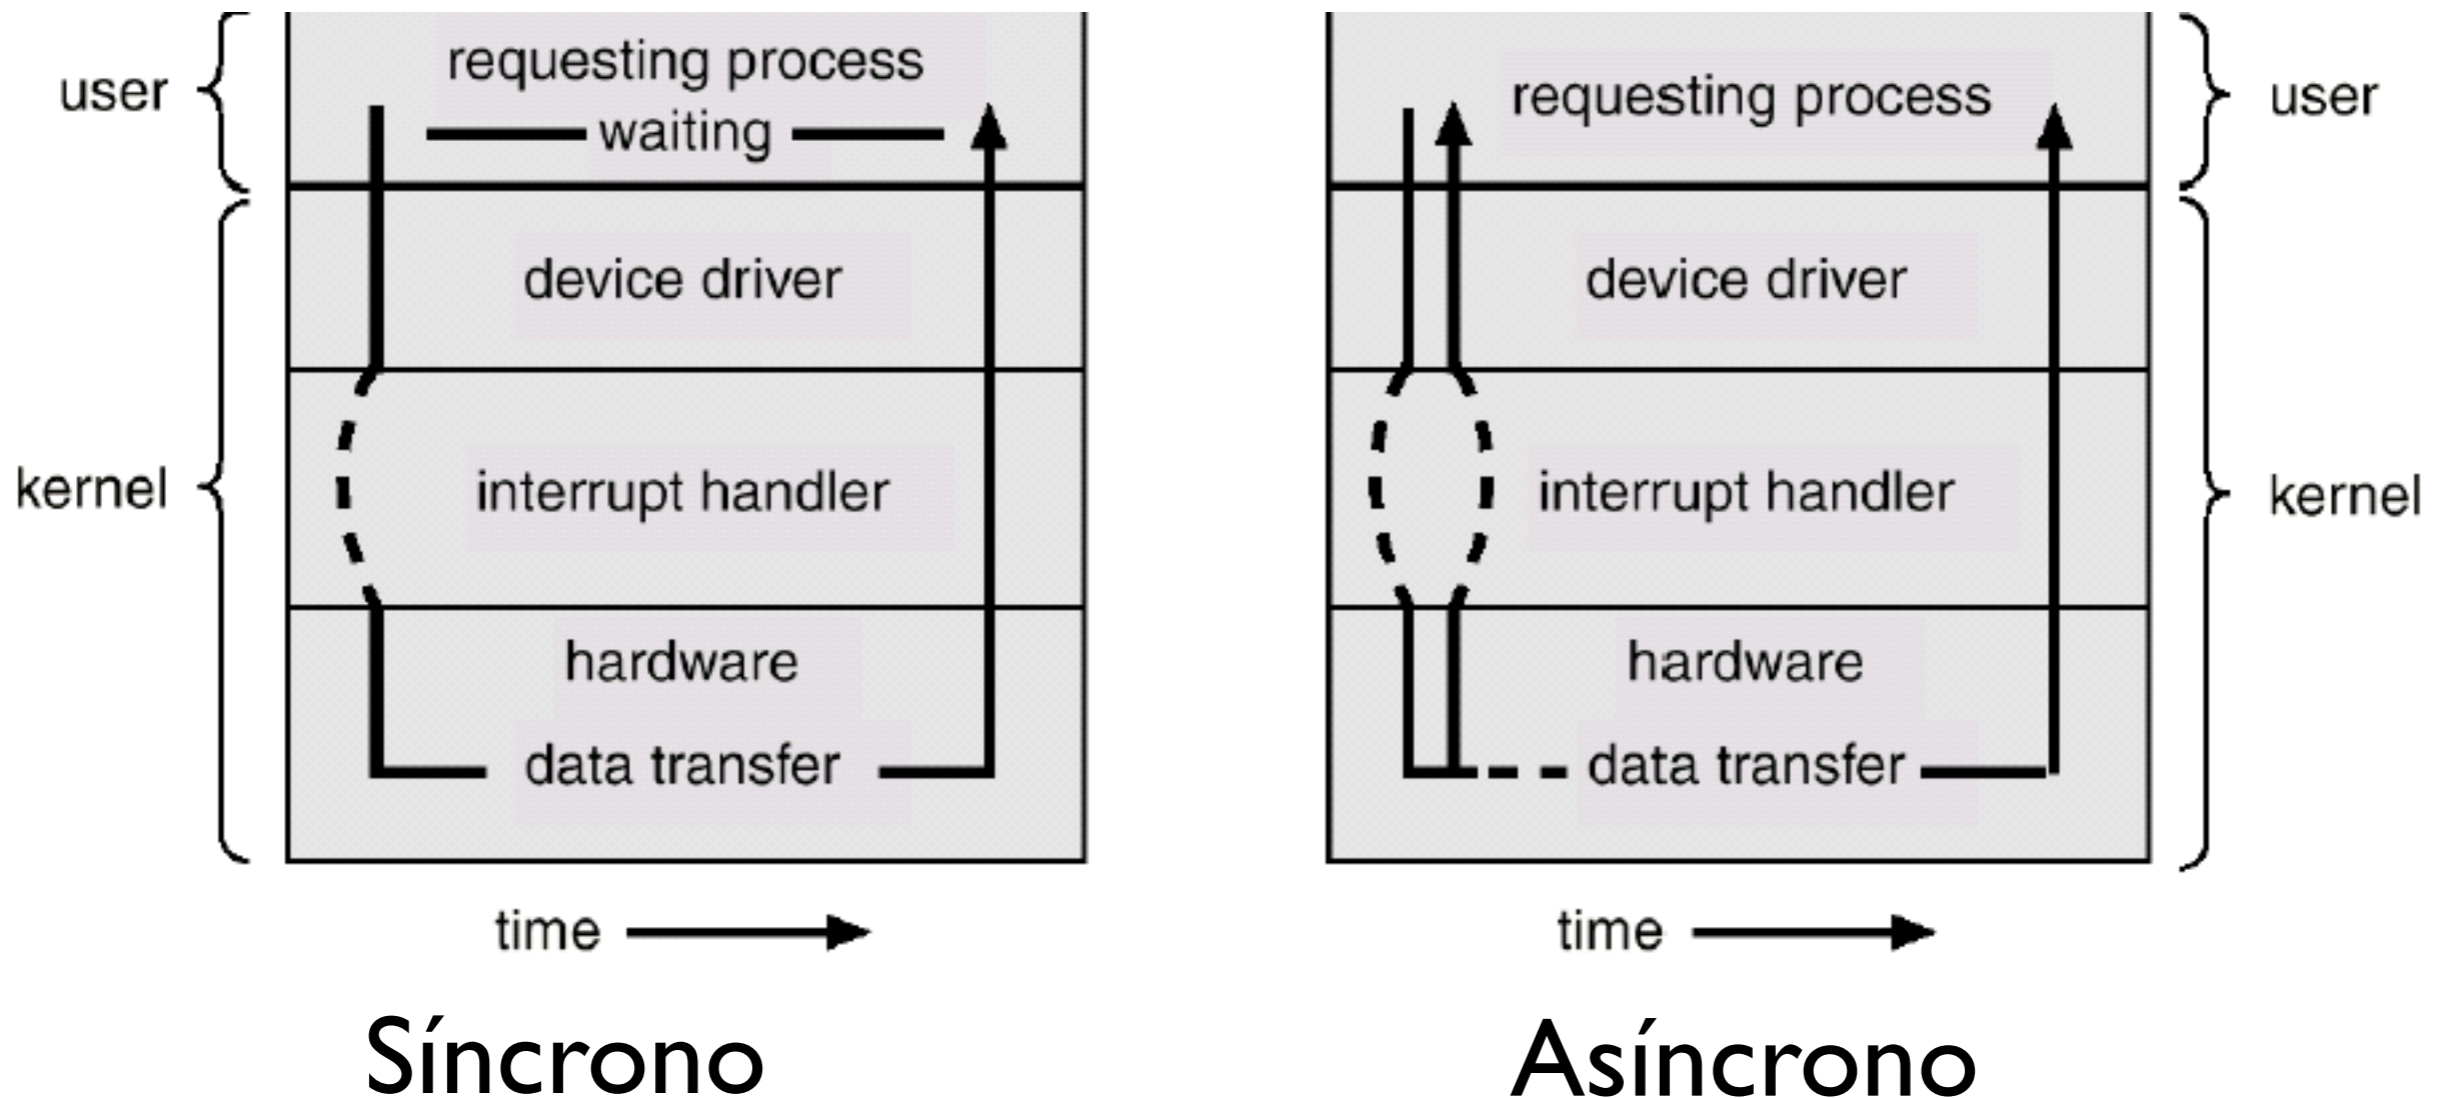 user
requesting process
waiting
device driver
kernel
interrupt handler
hardware
data transfer
time
Síncrono
requesting process
user
device driver
interrupt handler
kernel
hardware
data transfer
time
Asíncrono